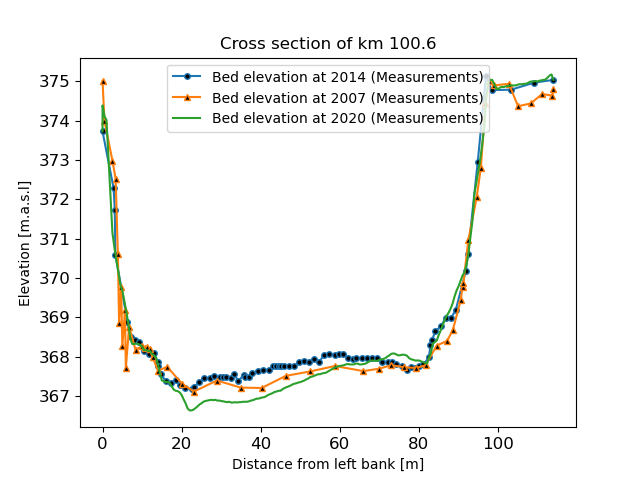 Cross section of km 100.6
Bed elevation at 2014 (Measurements)
Bed elevation at 2007 (Measurements)
Bed elevation at 2020 (Measurements)
Elevation [m.a.s.l]
375
374
373
372
371
370
369
368
367
0 20 40 60 80 100
Distance from left bank [m]